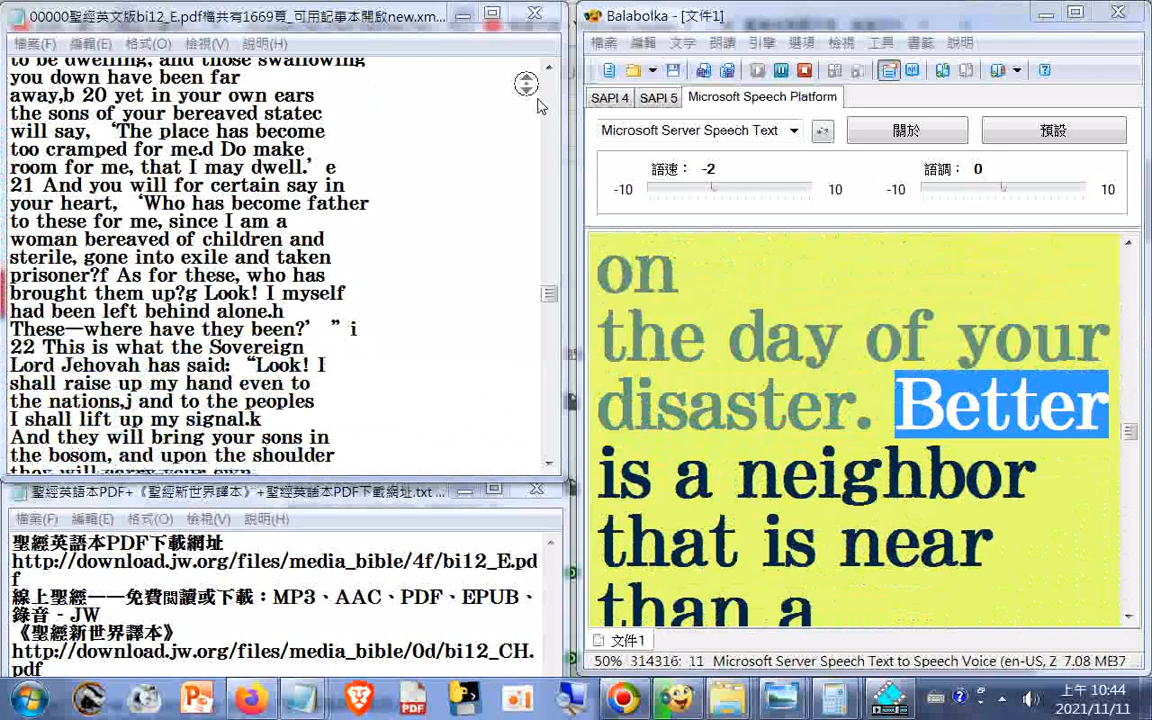 00000聖經英文版bi12_E.pdf檔共有1669頁_可用記事本開啟new.xm...
檔案(F) 編輯(E) 格式(O) 檢視(V) 說明(H)
to be dwelling, and those swallowing
you down have been far
away,b 20 yet in your own ears
the sons of your bereaved statec
will say, ‘The place has become
too cramped for me.d Do make
room for me, that I may dwell.’ e
21 And you will for certain say in
your heart, ‘Who has become father
to these for me, since I am a
woman bereaved of children and
sterile, gone into exile and taken
prisoner?f As for these, who has
brought them up?g Look! I myself
had been left behind alone.h
These—where have they been?’ ” i
22 This is what the Sovereign
Lord Jehovah has said: “Look! I
shall raise up my hand even to
the nations,j and to the peoples
I shall lift up my signal.k
And they will bring your sons in
the bosom, and upon the shoulder
they will carry your own
聖經英語本PDF+《聖經新世界譯本》+聖經英語本PDF下載網址.txt ...
檔案(F) 編輯(E) 格式(O) 檢視(V) 說明(H)
聖經英語本PDF下載網址
http://download.jw.org/files/media_bible/4f/bi12_E.pd
f
線上聖經——免費閱讀或下載：MP3、AAC、PDF、EPUB、
錄音 - JW
《聖經新世界譯本》
http://download.jw.org/files/media_bible/0d/bi12_CH.
pdf
Balabolka - [文件1]
檔案 編輯 文字 朗讀 引擎 選項 檢視 工具 書籤 說明
SAPI 4 SAPI 5 Microsoft Speech Platform
Microsoft Server Speech Text 關於 預設
語速： -2 語調： 0
-10 10 -10 10
on
the day of your
disaster. Better
is a neighbor
that is near
than a
文件1
50% 314316: 11 Microsoft Server Speech Text to Speech Voice (en-US, Z 7.08 MB
上午 10:44
2021/11/11